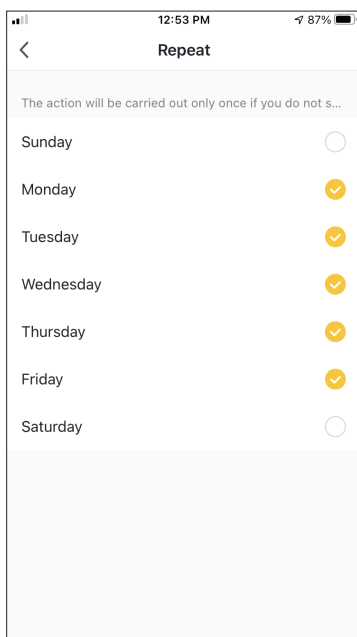 12:53 PM 87%
Repeat
The action will be carried out only once if you do not s...
Sunday
Monday
Tuesday
Wednesday
Thursday
Friday
Saturday